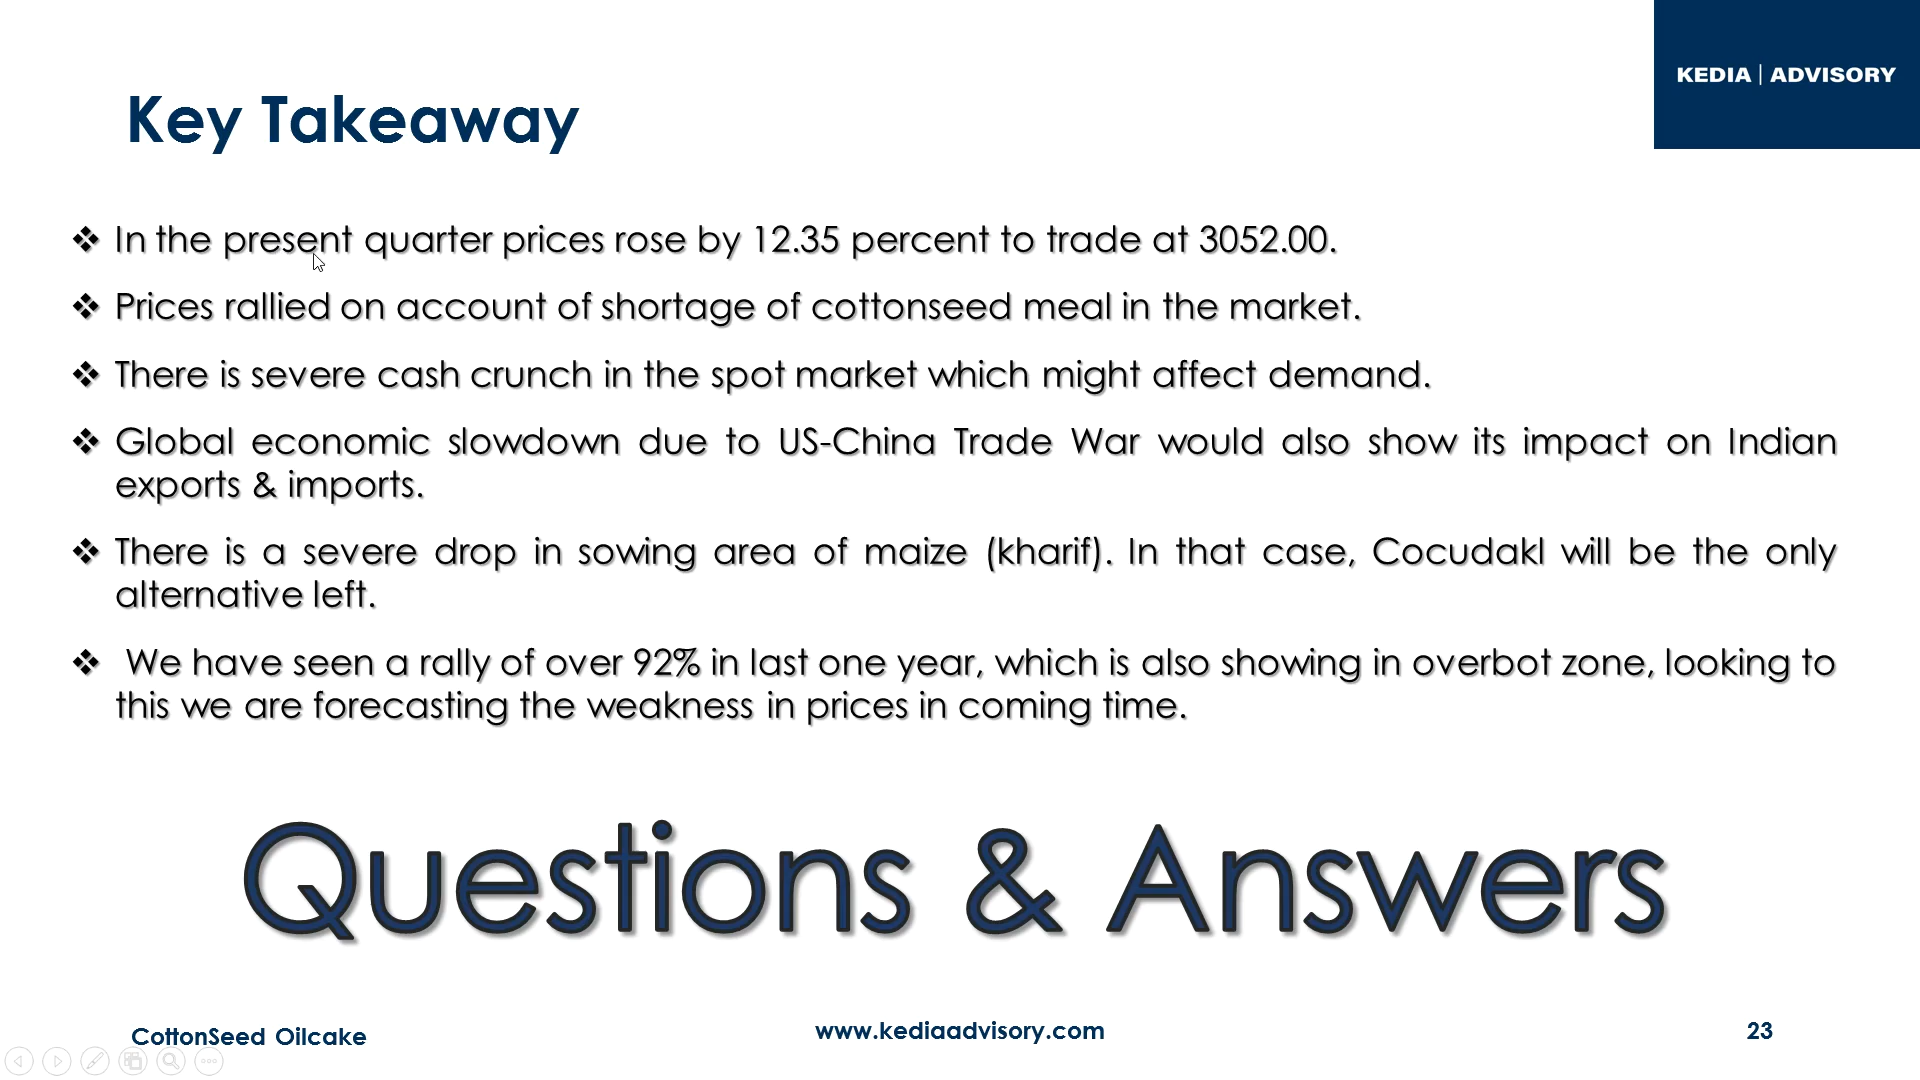 KEDIA | ADVISORY
Key Takeaway
❖ In the present quarter prices rose by 12.35 percent to trade at 3052.00.
❖ Prices rallied on account of shortage of cottonseed meal in the market.
❖ There is severe cash crunch in the spot market which might affect demand.
❖ Global economic slowdown due to US-China Trade War would also show its impact on Indian
exports & imports.
❖ There is a severe drop in sowing area of maize (kharif). In that case, Cocudakl will be the only
alternative left.
❖ We have seen a rally of over 92% in last one year, which is also showing in overbot zone, looking to
this we are forecasting the weakness in prices in coming time.
Questions & Answers
CottonSeed Oilcake
www.kediaadvisory.com
23